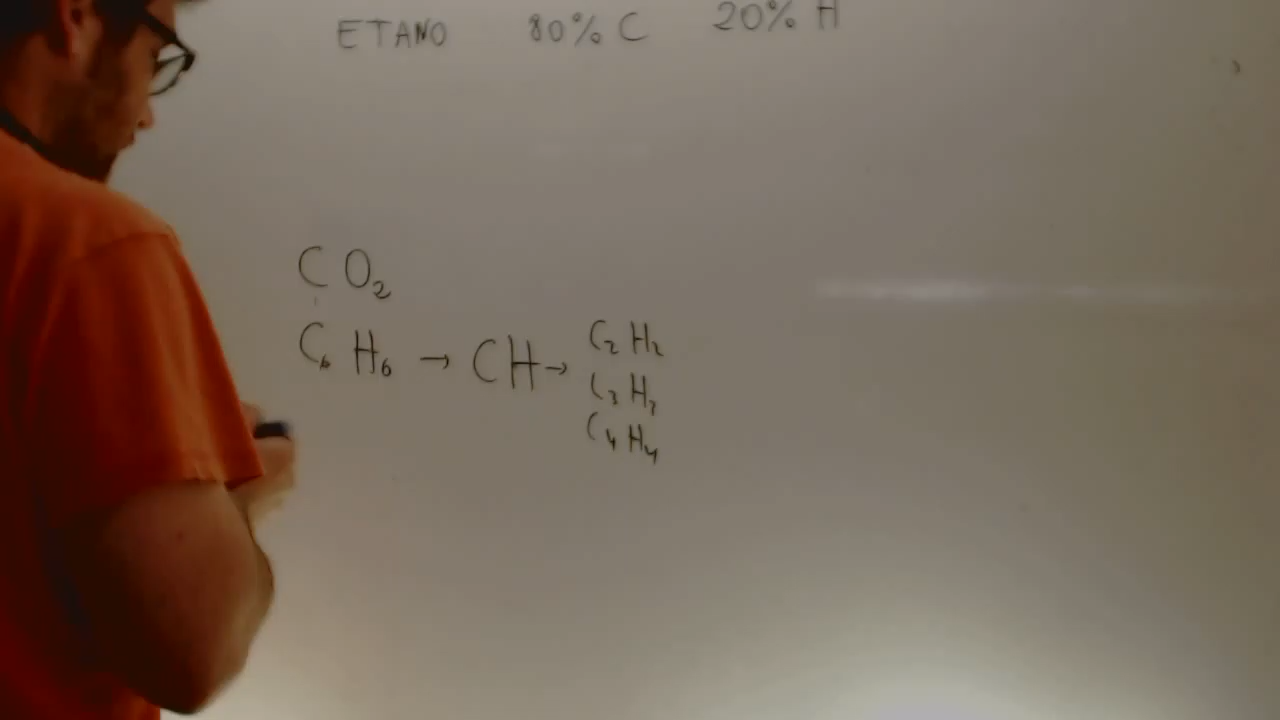 ETANO 80% C 20% H
CO₂
C₆H₆ → CH → C₂H₂
C₃H₃
C₄H₄